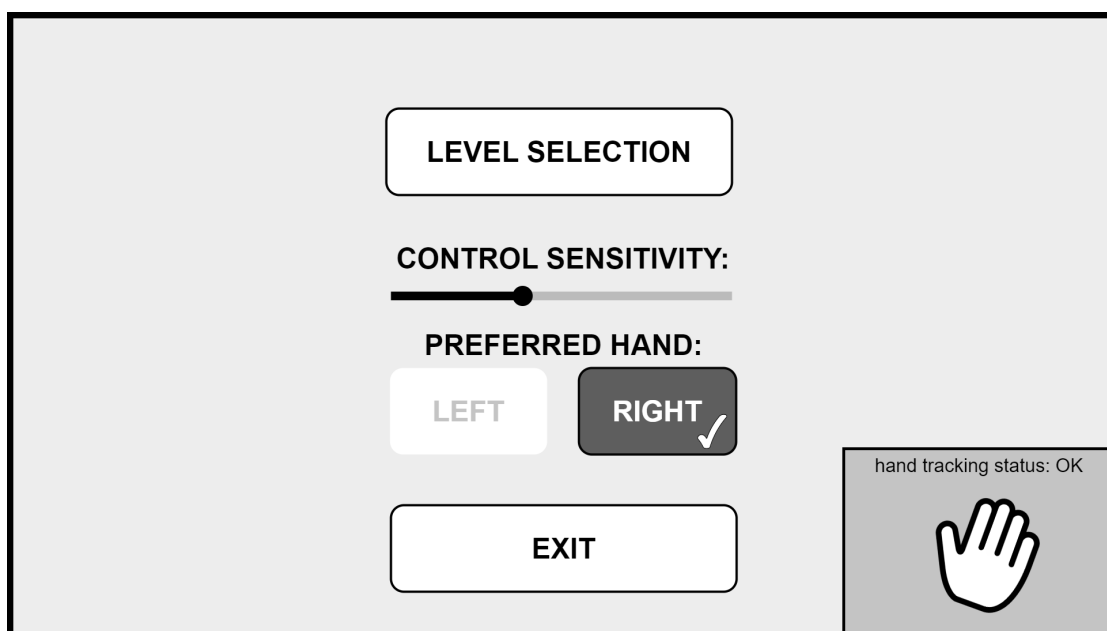 LEVEL SELECTION
CONTROL SENSITIVITY:
PREFERRED HAND:
LEFT
RIGHT
EXIT
hand tracking status: OK